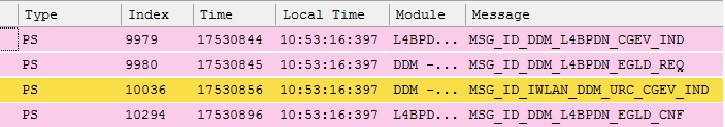 Type Index Time Local Time Module Message
PS 9979 17530844 10:53:16:397 L4BPD... MSG_ID_DDM_L4BPDN_CGEV_IND
PS 9980 17530845 10:53:16:397 DDM -... MSG_ID_DDM_L4BPDN_EGLD_REQ
PS 10036 17530856 10:53:16:397 IWLAN... MSG_ID_IWLAN_DDM_URC_CGEV_IND
PS 10294 17530896 10:53:16:397 L4BPD... MSG_ID_DDM_L4BPDN_EGLD_CNF